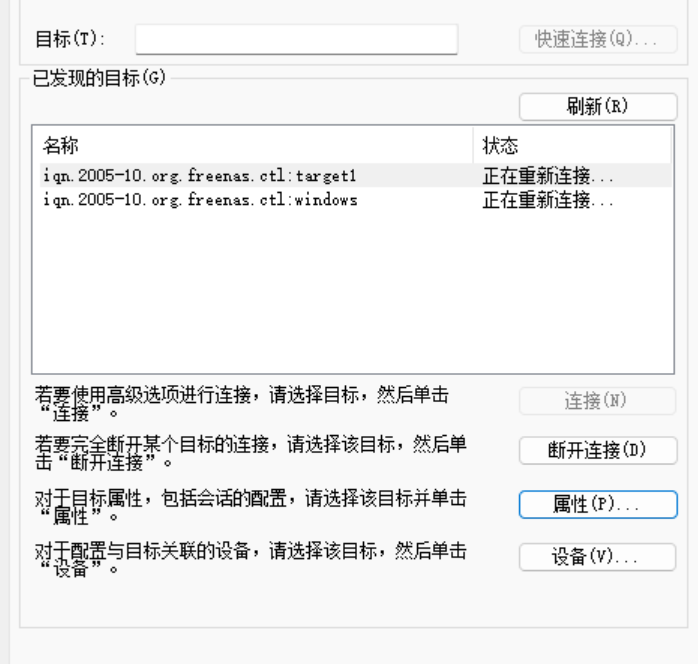 目标(T):
快速连接(Q)...
已发现的目标(G)
刷新(R)
名称 状态
iqn.2005-10.org.freenas.ctl:target1 正在重新连接...
iqn.2005-10.org.freenas.ctl:windows 正在重新连接...
若要使用高级选项进行连接，请选择目标，然后单击
“连接”。
连接(N)
若要完全断开某个目标的连接，请选择该目标，然后单
击“断开连接”。
断开连接(D)
对于目标属性，包括会话的配置，请选择该目标并单击
“属性”。
属性(P)...
对于配置与目标关联的设备，请选择该目标，然后单击
“设备”。
设备(V)...